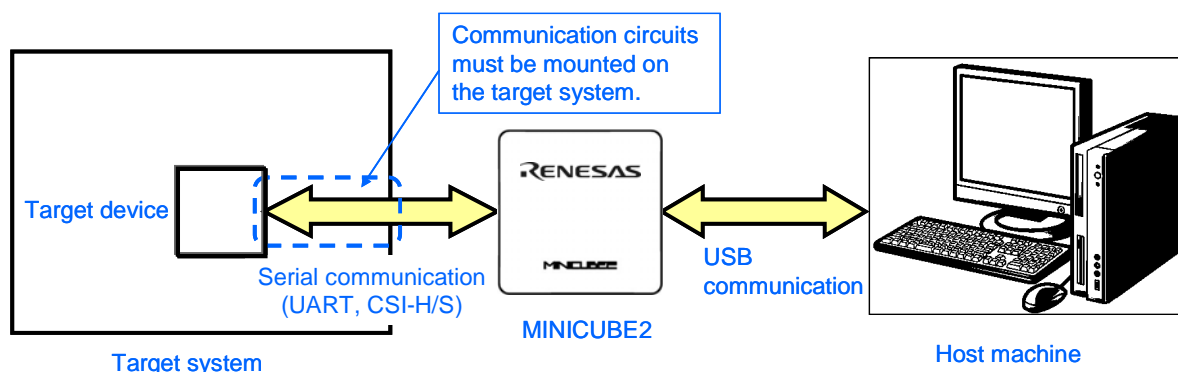 Communication circuits
must be mounted on
the target system.
RENESAS
Target device
Serial communication
(UART, CSI-H/S)
USB
communication
MINICUBE2
MINICUBE2
Target system
Host machine